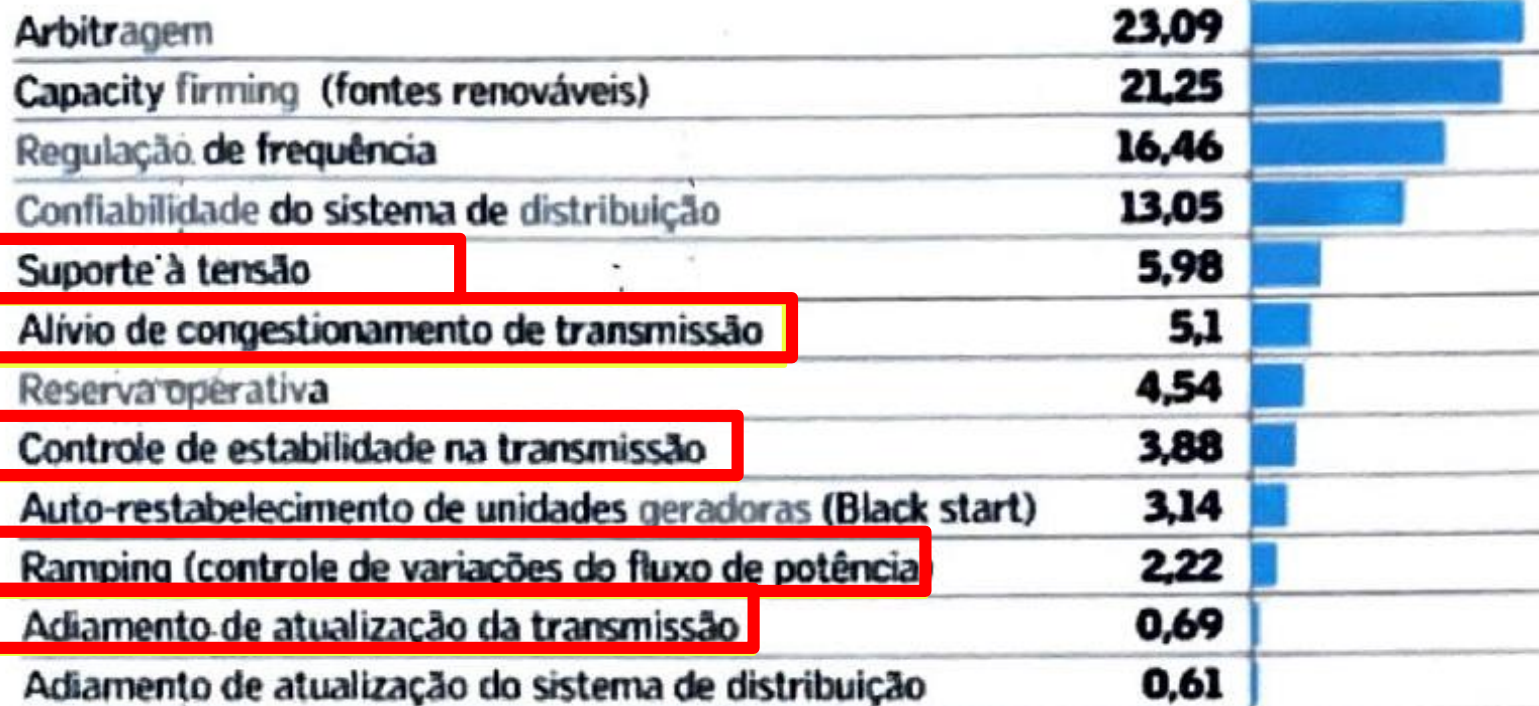 Arbitragem 23,09
Capacity firming (fontes renováveis) 21,25
Regulação de frequência 16,46
Confiabilidade do sistema de distribuição 13,05
Suporte à tensão 5,98
Alívio de congestionamento de transmissão 5,1
Reserva operativa 4,54
Controle de estabilidade na transmissão 3,88
Auto-restabelecimento de unidades geradoras (Black start) 3,14
Ramping (controle de variações do fluxo de potência) 2,22
Adiamento de atualização da transmissão 0,69
Adiamento de atualização do sistema de distribuição 0,61